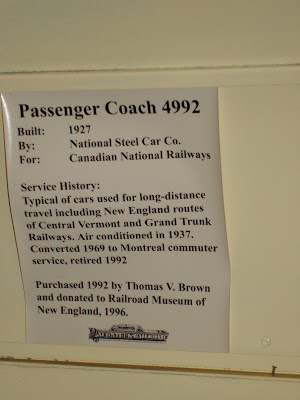 Passenger Coach 4992
Built: 1927
By: National Steel Car Co.
For: Canadian National Railways
Service History:
Typical of cars used for long-distance
travel including New England routes
of Central Vermont and Grand Trunk
Railways. Air conditioned in 1937.
Converted 1969 to Montreal commuter
service, retired 1992
Purchased 1992 by Thomas V. Brown
and donated to Railroad Museum of
New England, 1996.